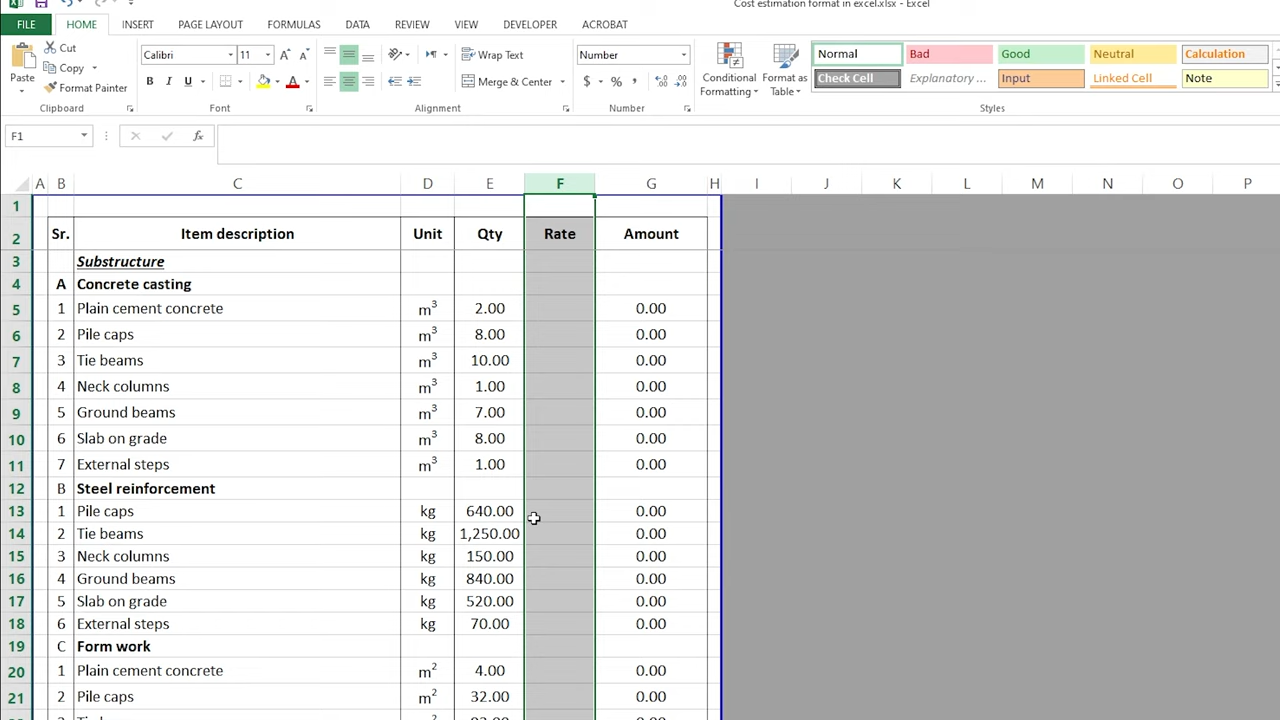 Cost estimation format in excel.xlsx - Excel
FILE HOME INSERT PAGE LAYOUT FORMULAS DATA REVIEW VIEW DEVELOPER ACROBAT
Paste
Cut
Copy
Format Painter
Calibri 11
B I U A
Wrap Text
Merge & Center
Number
$ % ,
Conditional Formatting
Format as Table
Normal Bad Good Neutral Calculation
Check Cell Explanatory ... Input Linked Cell Note
Clipboard Font Alignment Number Styles
F1 fx
A B C D E F G H I J K L M N O P
1
2 Sr. Item description Unit Qty Rate Amount
3 Substructure
4 A Concrete casting
5 1 Plain cement concrete m³ 2.00 0.00
6 2 Pile caps m³ 8.00 0.00
7 3 Tie beams m³ 10.00 0.00
8 4 Neck columns m³ 1.00 0.00
9 5 Ground beams m³ 7.00 0.00
10 6 Slab on grade m³ 8.00 0.00
11 7 External steps m³ 1.00 0.00
12 B Steel reinforcement
13 1 Pile caps kg 640.00 0.00
14 2 Tie beams kg 1,250.00 0.00
15 3 Neck columns kg 150.00 0.00
16 4 Ground beams kg 840.00 0.00
17 5 Slab on grade kg 520.00 0.00
18 6 External steps kg 70.00 0.00
19 C Form work
20 1 Plain cement concrete m² 4.00 0.00
21 2 Pile caps m² 32.00 0.00